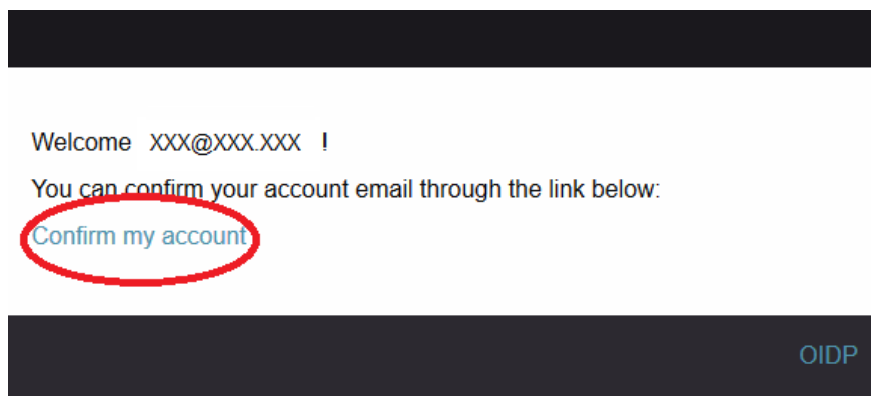 Welcome XXX@XXX.XXX !
You can confirm your account email through the link below:
Confirm my account
OIDP